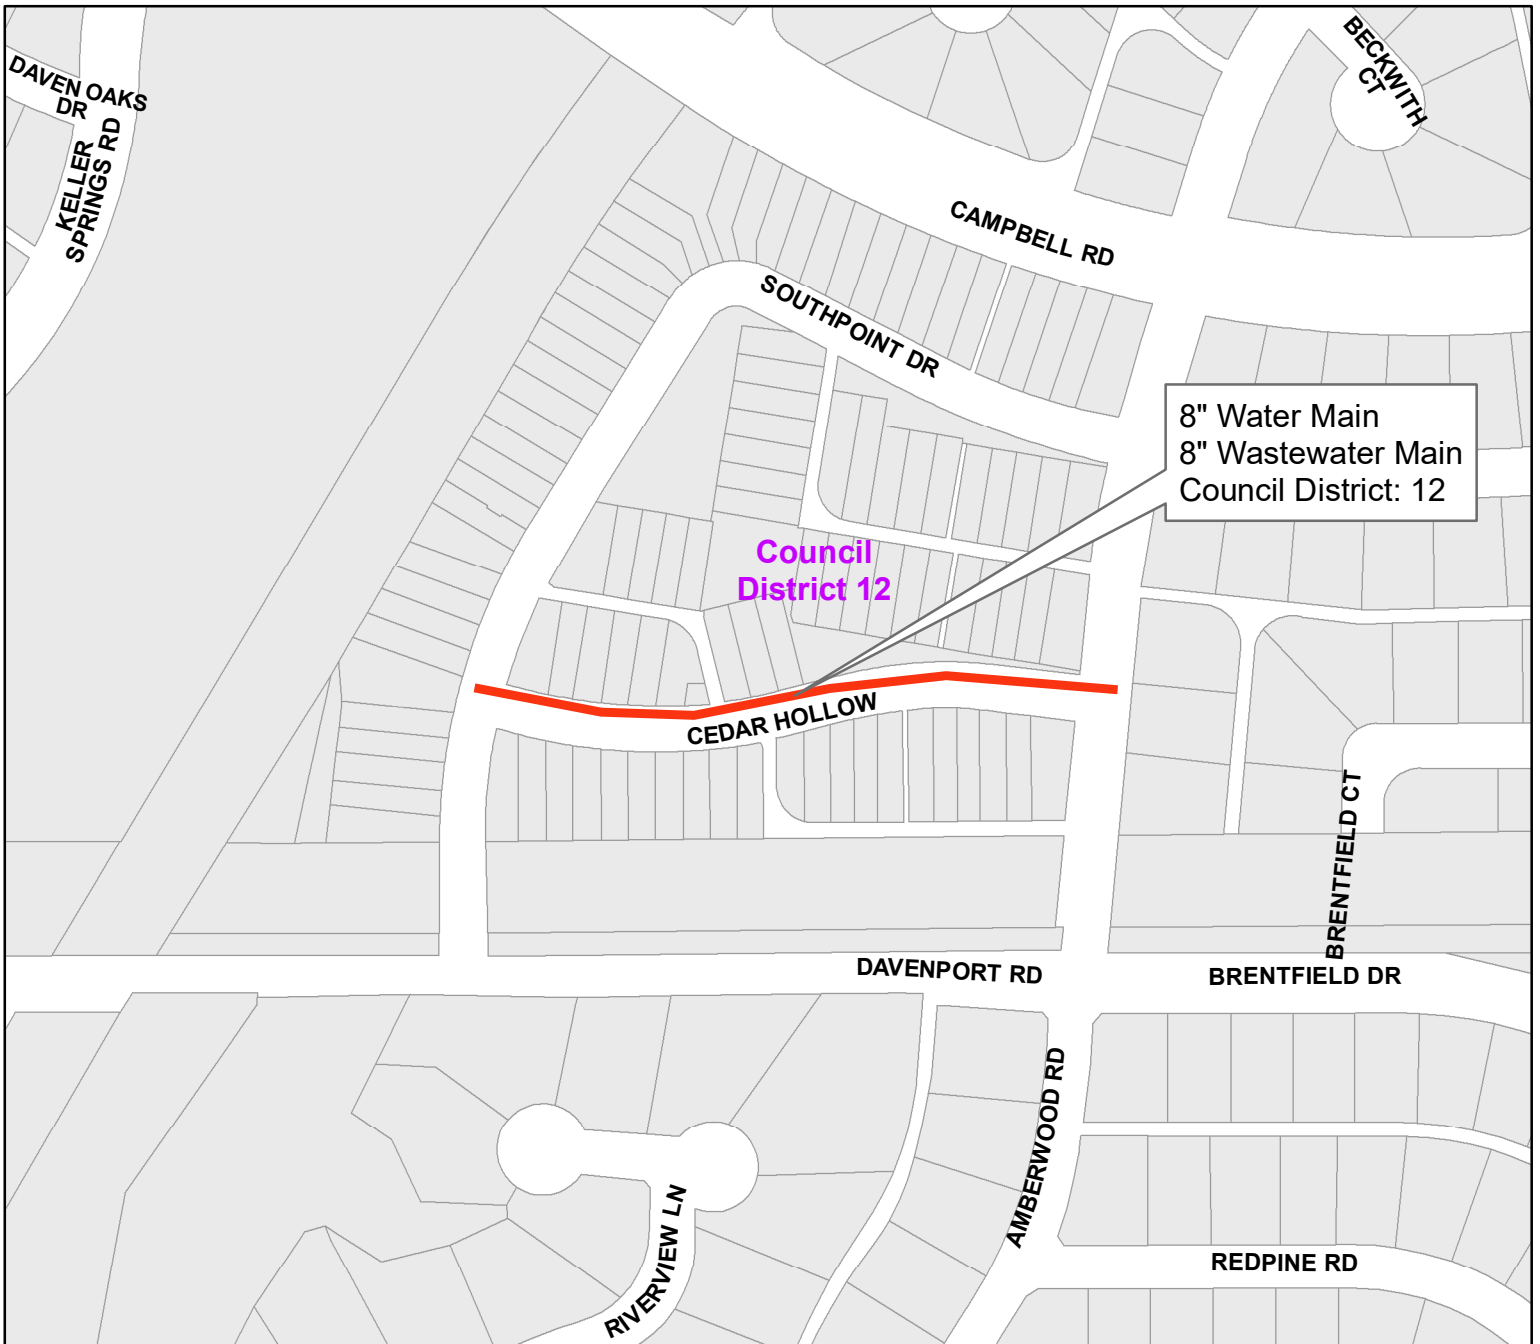 BECKWITH
CT
DAVEN OAKS
DR
KELLER
SPRINGS RD
CAMPBELL RD
SOUTHPOINT DR
8" Water Main
8" Wastewater Main
Council District: 12
Council
District 12
CEDAR HOLLOW
BRENTFIELD CT
DAVENPORT RD
BRENTFIELD DR
AMBERWOOD RD
RIVERVIEW LN
REDPINE RD